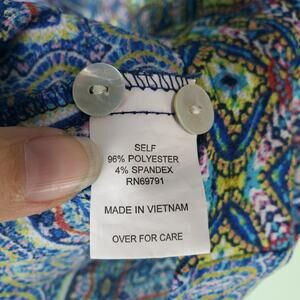 SELF
96% POLYESTER
4% SPANDEX
RN69791
MADE IN VIETNAM
OVER FOR CARE